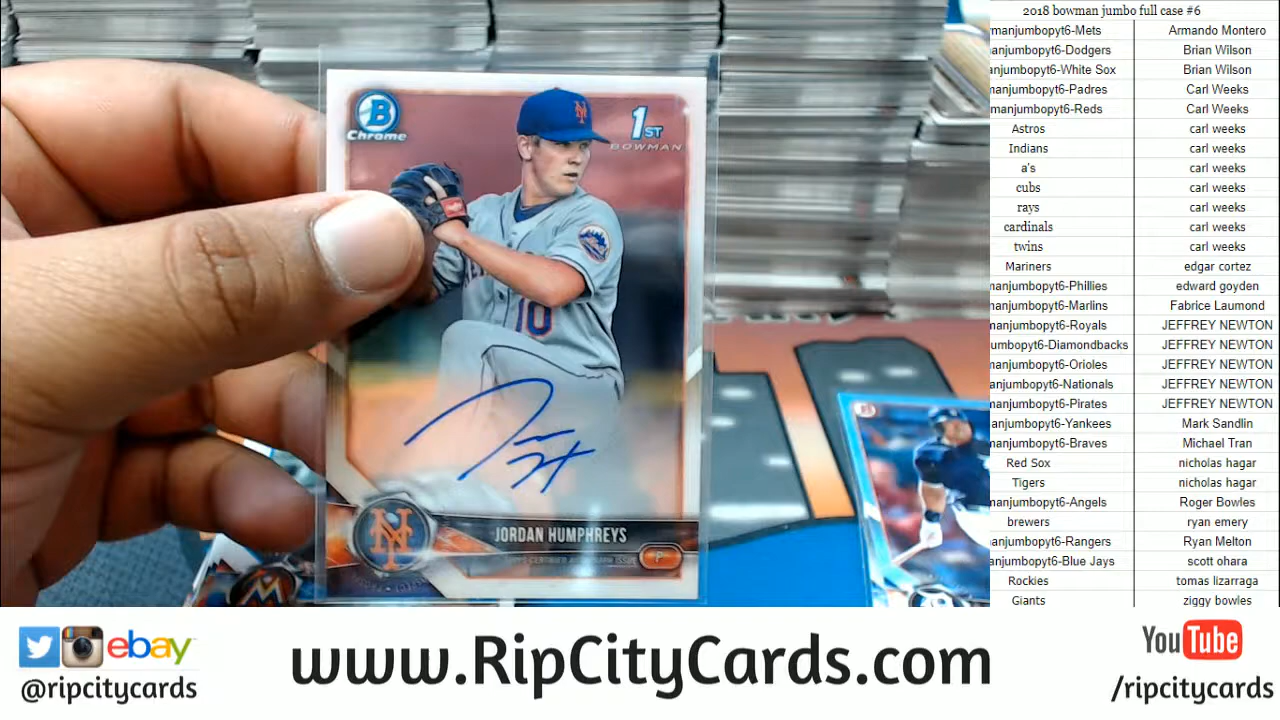 B
Chrome
1ST
BOWMAN
10
JORDAN HUMPHREYS
TOPPS CERTIFIED AUTOGRAPH ISSUE
P
2018 bowman jumbo full case #6
manjumbopyt6-Mets Armando Montero
anjumbopyt6-Dodgers Brian Wilson
anjumbopyt6-White Sox Brian Wilson
manjumbopyt6-Padres Carl Weeks
manjumbopyt6-Reds Carl Weeks
Astros carl weeks
Indians carl weeks
a's carl weeks
cubs carl weeks
rays carl weeks
cardinals carl weeks
twins carl weeks
Mariners edgar cortez
manjumbopyt6-Phillies edward goyden
manjumbopyt6-Marlins Fabrice Laumond
manjumbopyt6-Royals JEFFREY NEWTON
umbopyt6-Diamondbacks JEFFREY NEWTON
anjumbopyt6-Orioles JEFFREY NEWTON
anjumbopyt6-Nationals JEFFREY NEWTON
manjumbopyt6-Pirates JEFFREY NEWTON
manjumbopyt6-Yankees Mark Sandlin
manjumbopyt6-Braves Michael Tran
Red Sox nicholas hagar
Tigers nicholas hagar
manjumbopyt6-Angels Roger Bowles
brewers ryan emery
manjumbopyt6-Rangers Ryan Melton
anjumbopyt6-Blue Jays scott ohara
Rockies tomas lizarraga
Giants ziggy bowles
ebay
@ripcitycards
www.RipCityCards.com
YouTube
/ripcitycards